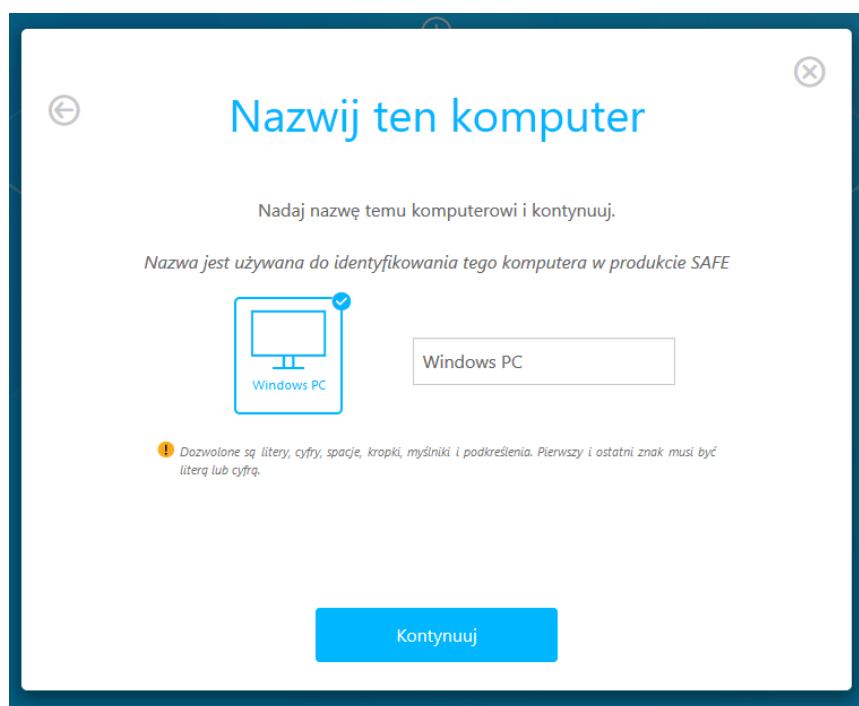 Nazwij ten komputer
Nadaj nazwę temu komputerowi i kontynuuj.
Nazwa jest używana do identyfikowania tego komputera w produkcie SAFE
Windows PC
Windows PC
Dozwolone są litery, cyfry, spacje, kropki, myślniki i podkreślenia. Pierwszy i ostatni znak musi być
literą lub cyfrą.
Kontynuuj